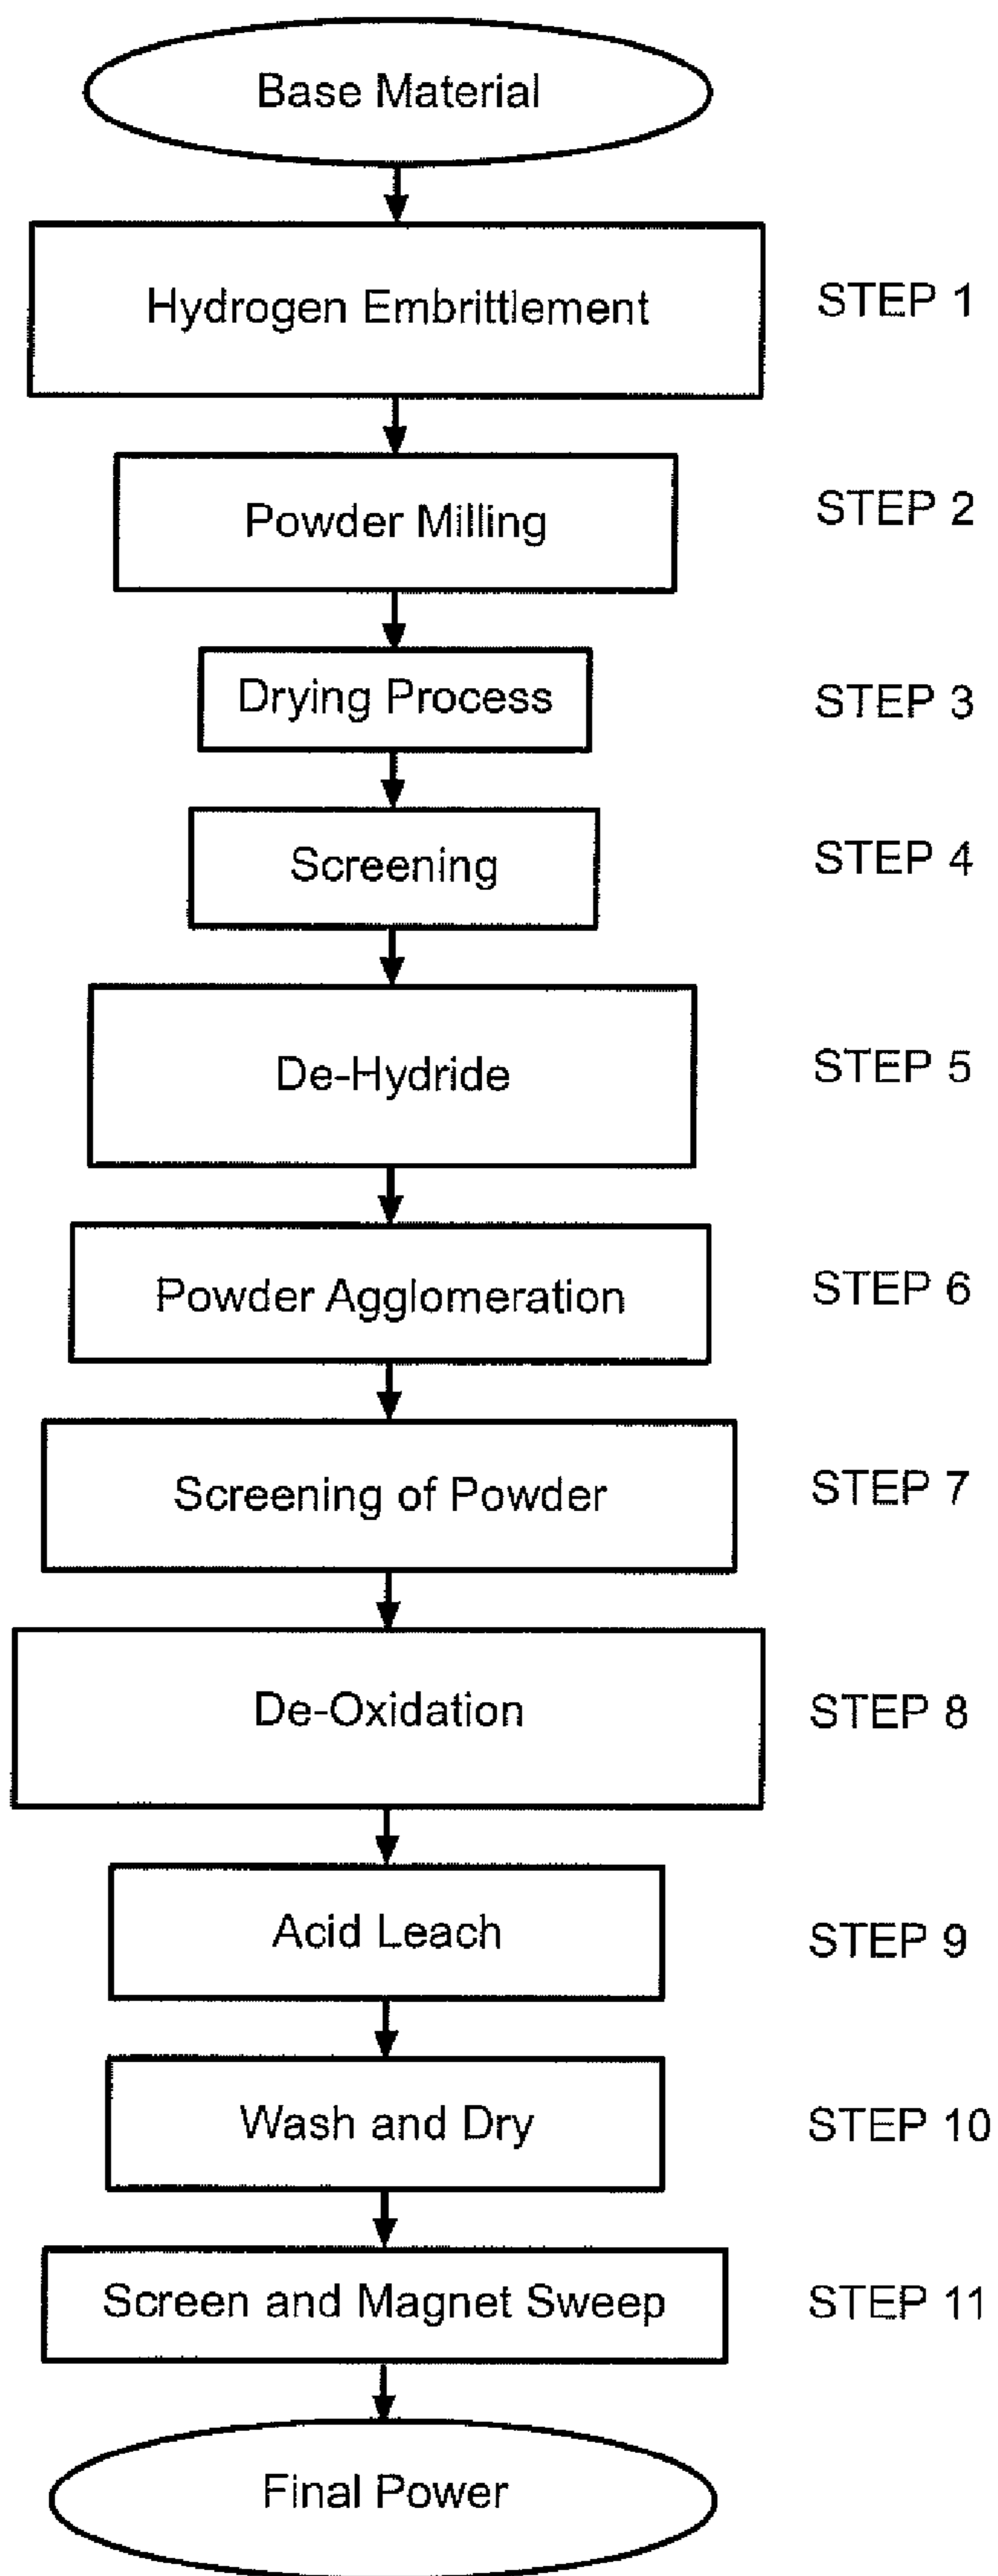 Base Material
Hydrogen Embrittlement STEP 1
Powder Milling STEP 2
Drying Process STEP 3
Screening STEP 4
De-Hydride STEP 5
Powder Agglomeration STEP 6
Screening of Powder STEP 7
De-Oxidation STEP 8
Acid Leach STEP 9
Wash and Dry STEP 10
Screen and Magnet Sweep STEP 11
Final Power